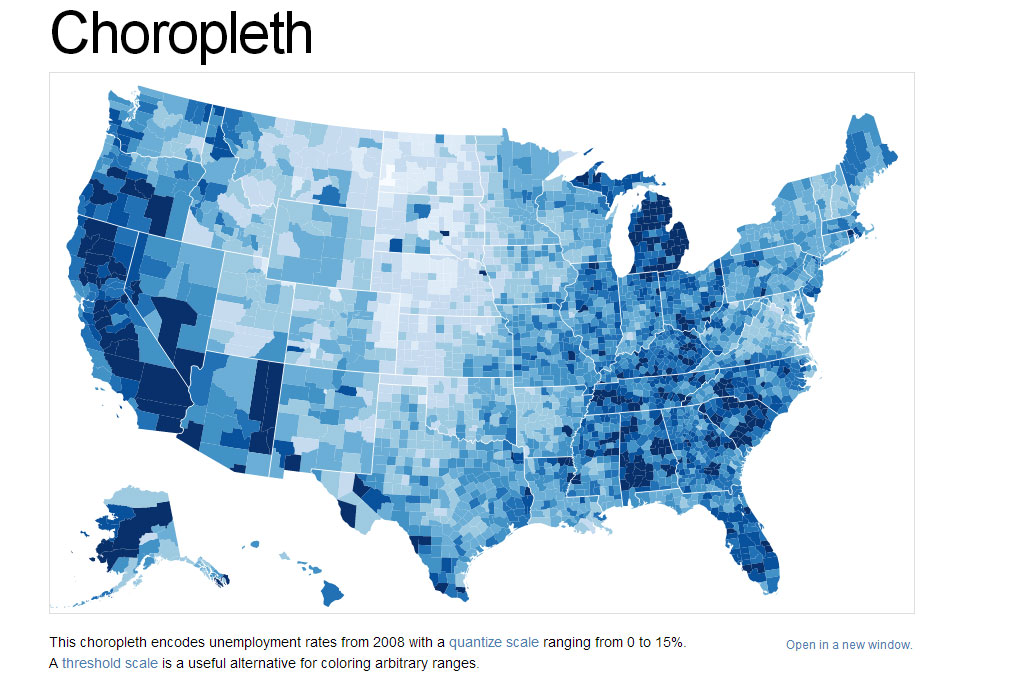 Choropleth
This choropleth encodes unemployment rates from 2008 with a quantize scale ranging from 0 to 15%.
Open in a new window.
A threshold scale is a useful alternative for coloring arbitrary ranges.